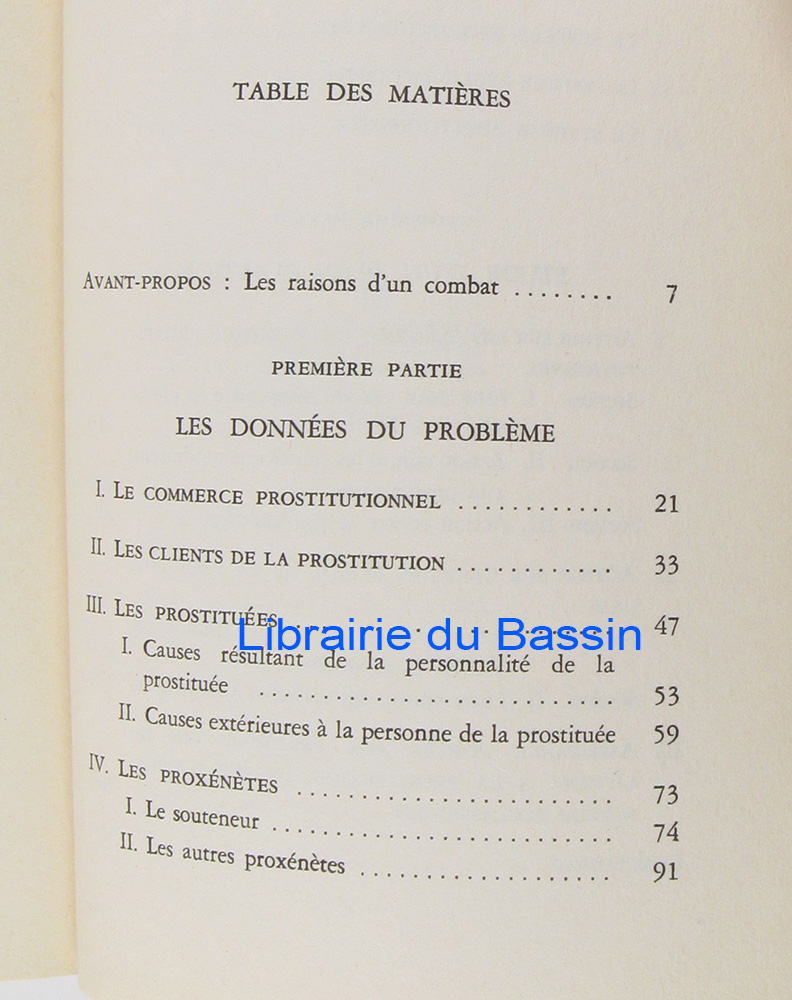 TABLE DES MATIÈRES
AVANT-PROPOS : Les raisons d'un combat ........ 7
PREMIÈRE PARTIE
LES DONNÉES DU PROBLÈME
I. LE COMMERCE PROSTITUTIONNEL ............ 21
II. LES CLIENTS DE LA PROSTITUTION ............ 33
III. LES PROSTITUÉES ........................ 47
Librairie du Bassin
I. Causes résultant de la personnalité de la
prostituée ........................... 53
II. Causes extérieures à la personne de la prostituée 59
IV. LES PROXÉNÈTES ........................ 73
I. Le souteneur .......................... 74
II. Les autres proxénètes .................... 91